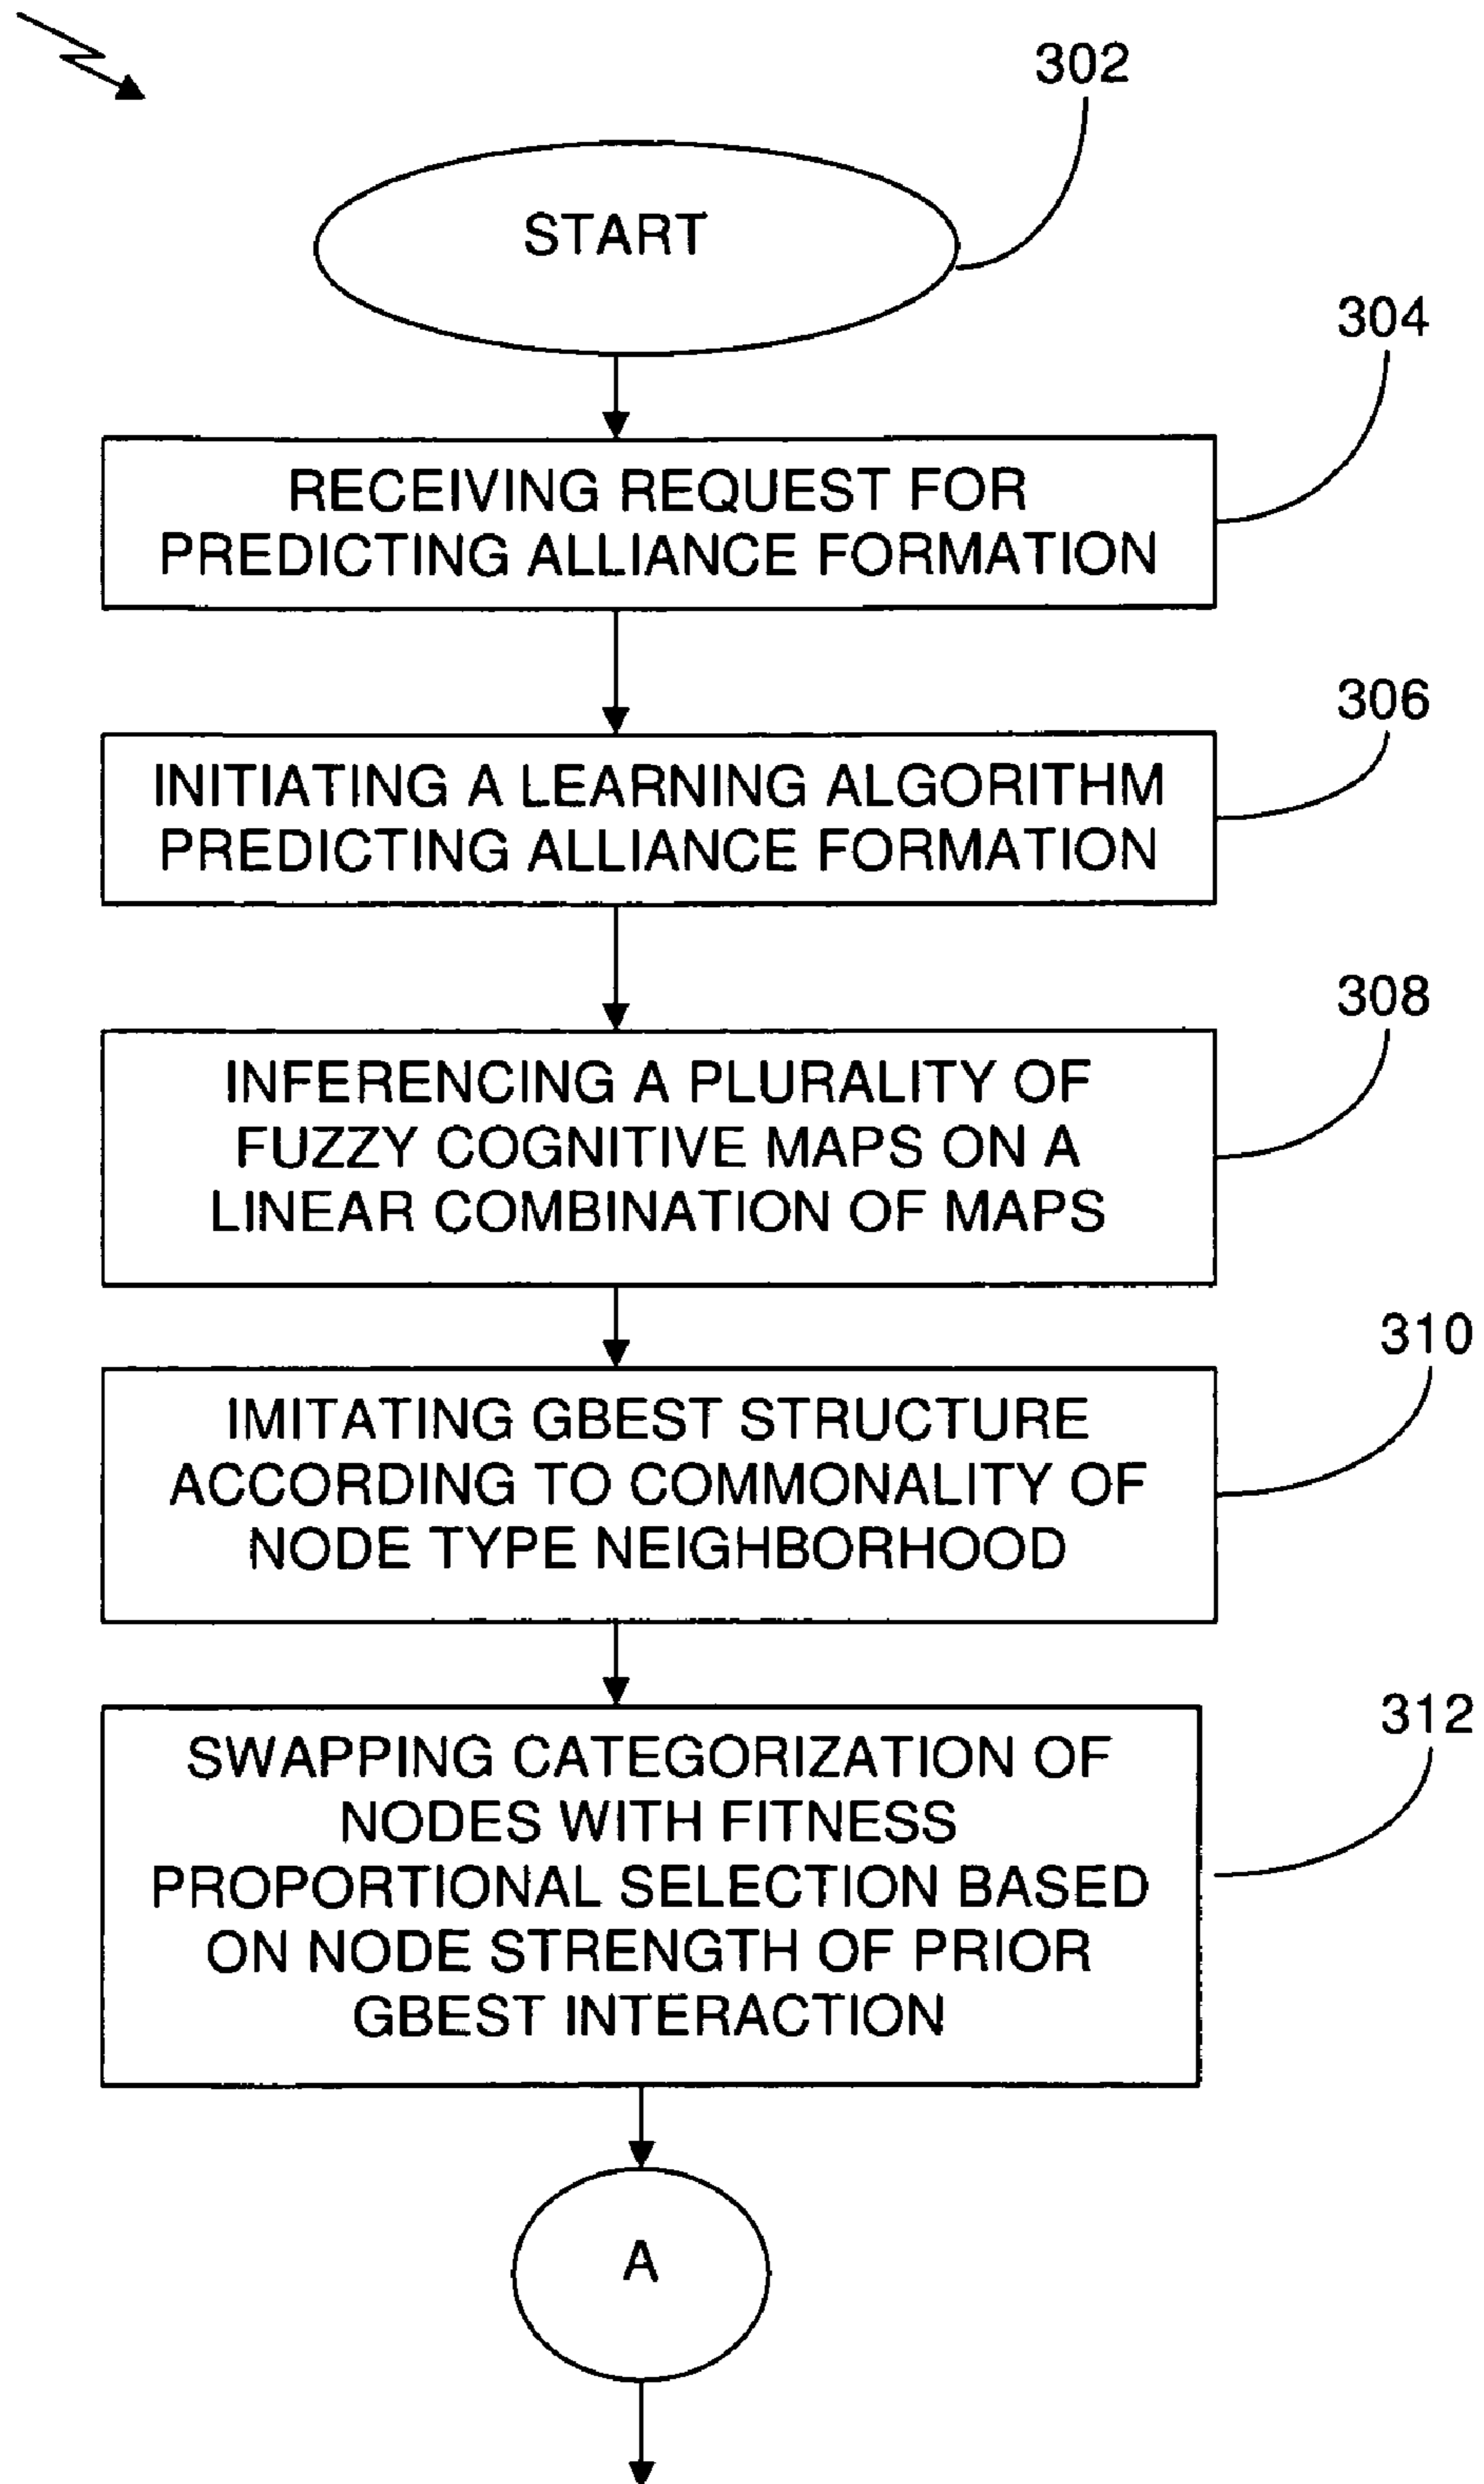 302
START
304
RECEIVING REQUEST FOR
PREDICTING ALLIANCE FORMATION
306
INITIATING A LEARNING ALGORITHM
PREDICTING ALLIANCE FORMATION
308
INFERENCING A PLURALITY OF
FUZZY COGNITIVE MAPS ON A
LINEAR COMBINATION OF MAPS
310
IMITATING GBEST STRUCTURE
ACCORDING TO COMMONALITY OF
NODE TYPE NEIGHBORHOOD
312
SWAPPING CATEGORIZATION OF
NODES WITH FITNESS
PROPORTIONAL SELECTION BASED
ON NODE STRENGTH OF PRIOR
GBEST INTERACTION
A